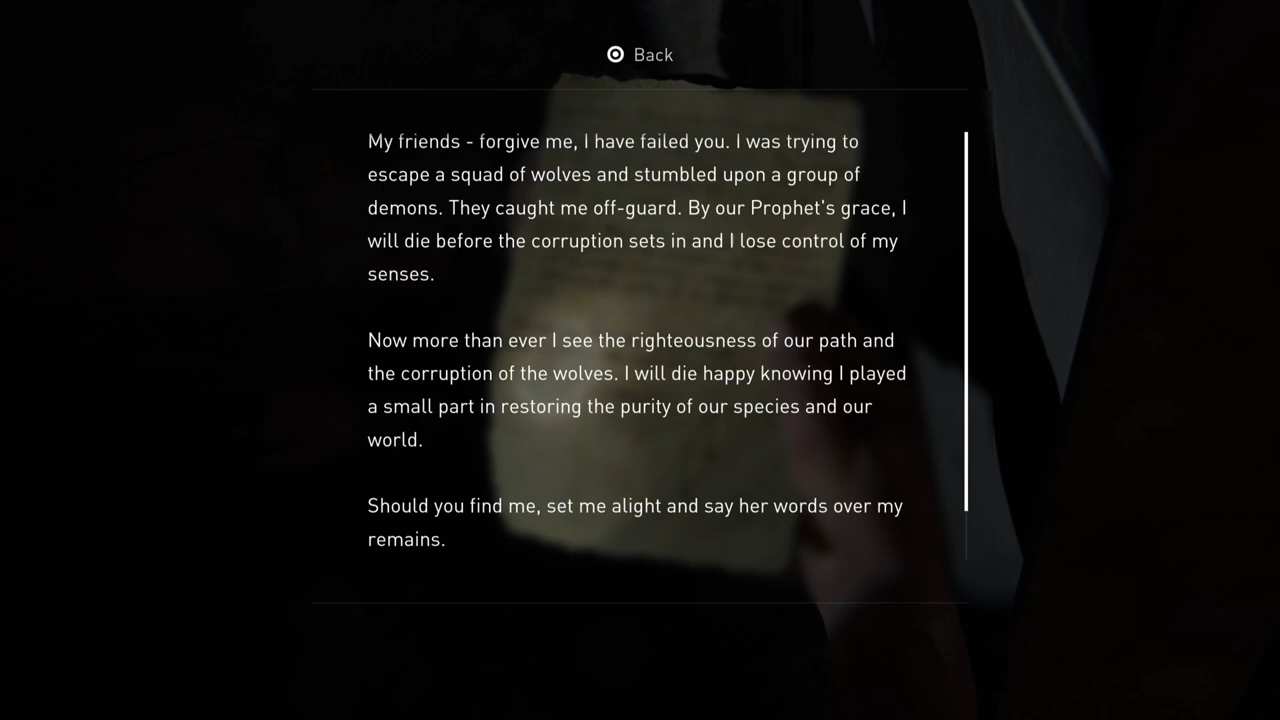 Back
My friends - forgive me, I have failed you. I was trying to
escape a squad of wolves and stumbled upon a group of
demons. They caught me off-guard. By our Prophet's grace, I
will die before the corruption sets in and I lose control of my
senses.
Now more than ever I see the righteousness of our path and
the corruption of the wolves. I will die happy knowing I played
a small part in restoring the purity of our species and our
world.
Should you find me, set me alight and say her words over my
remains.